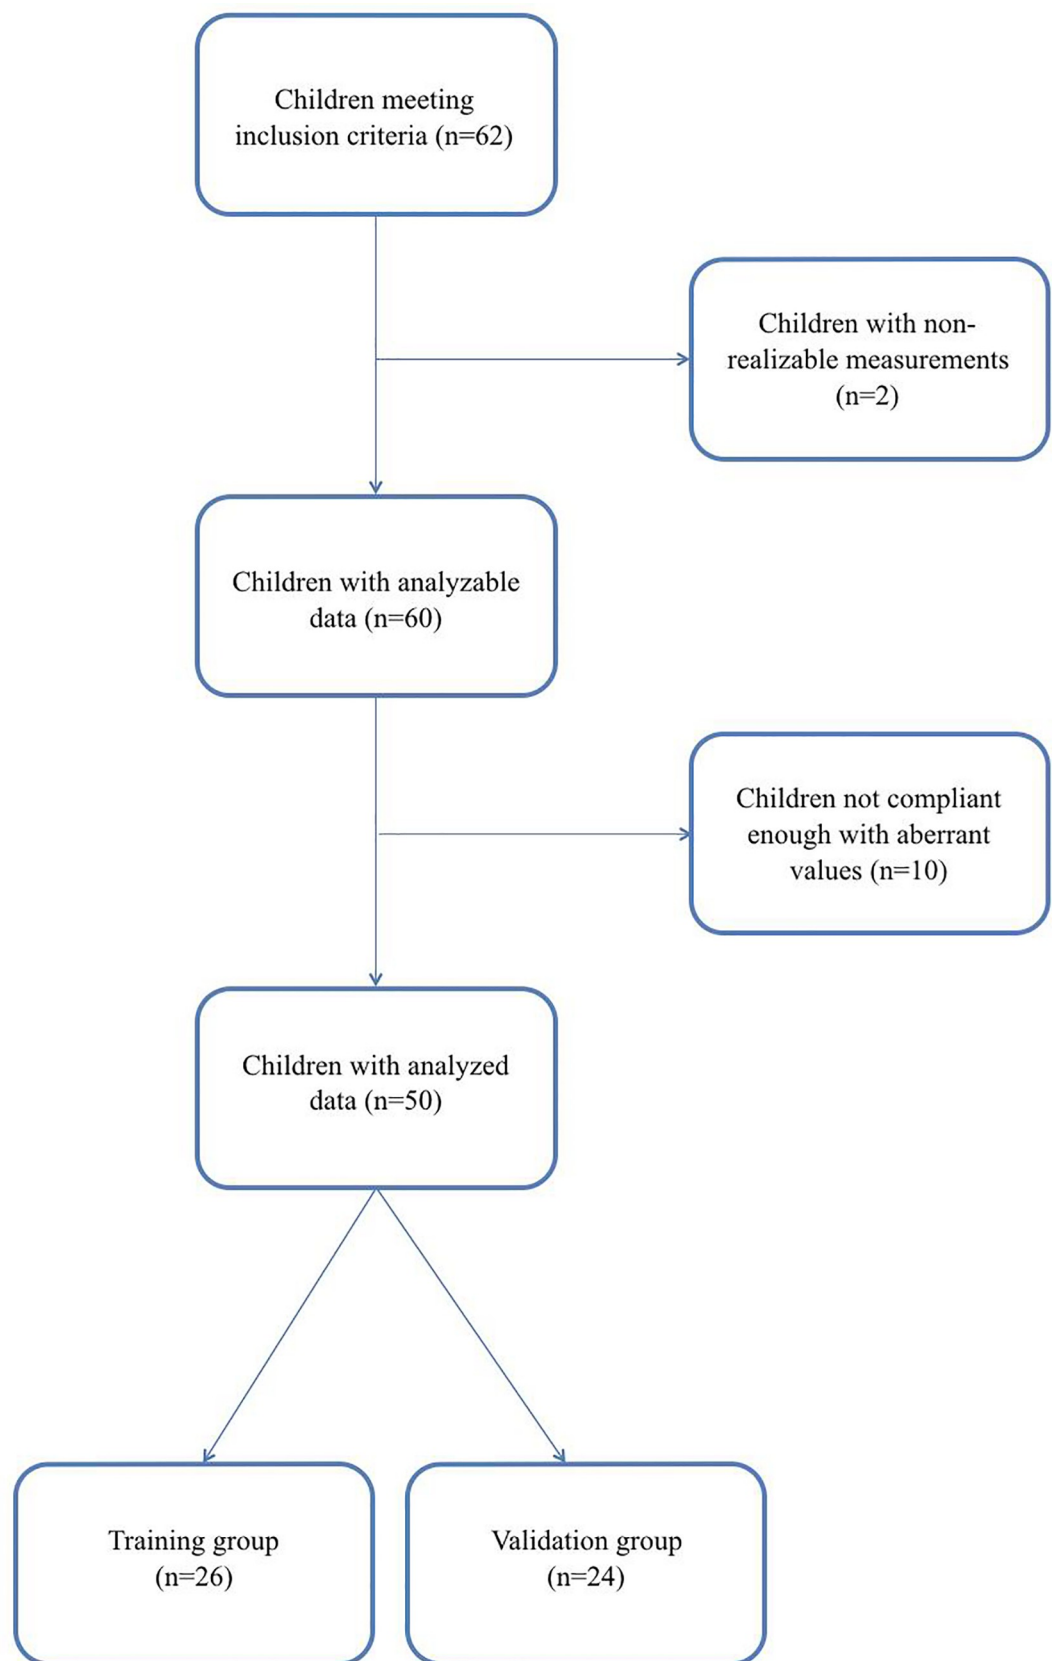 Children meeting
inclusion criteria (n=62)
Children with non-
realizable measurements
(n=2)
Children with analyzable
data (n=60)
Children not compliant
enough with aberrant
values (n=10)
Children with analyzed
data (n=50)
Training group
(n=26)
Validation group
(n=24)